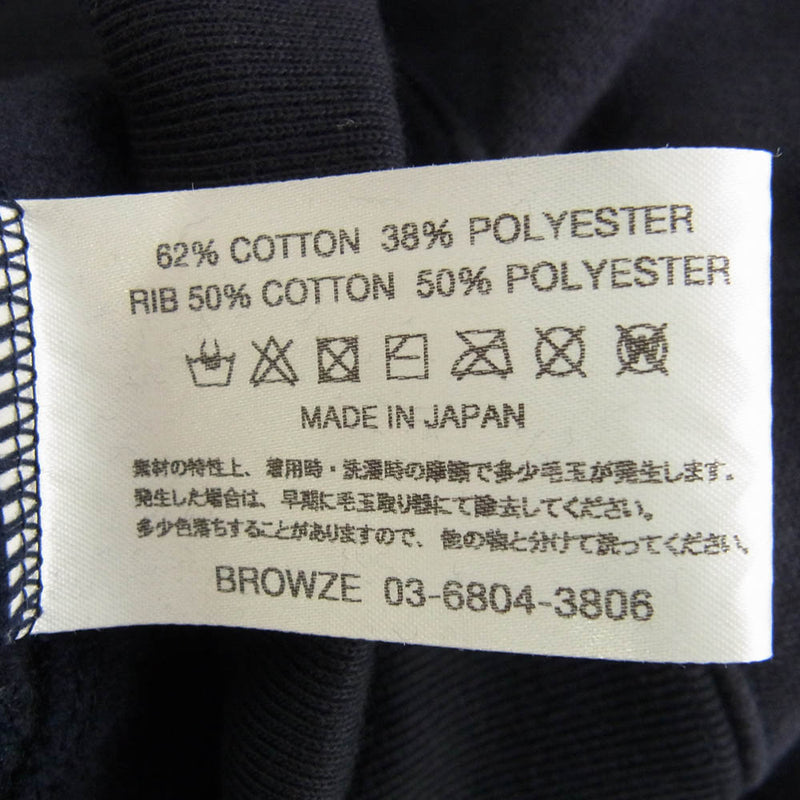 62% COTTON 38% POLYESTER
RIB 50% COTTON 50% POLYESTER
W
MADE IN JAPAN
素材の特性上、着用時・洗濯時の摩擦で多少毛玉が発生します。
発生した場合は、早期に毛玉取り器にて除去してください。
多少色落ちすることがありますので、他の物と分けて洗ってください。
BROWZE 03-6804-3806